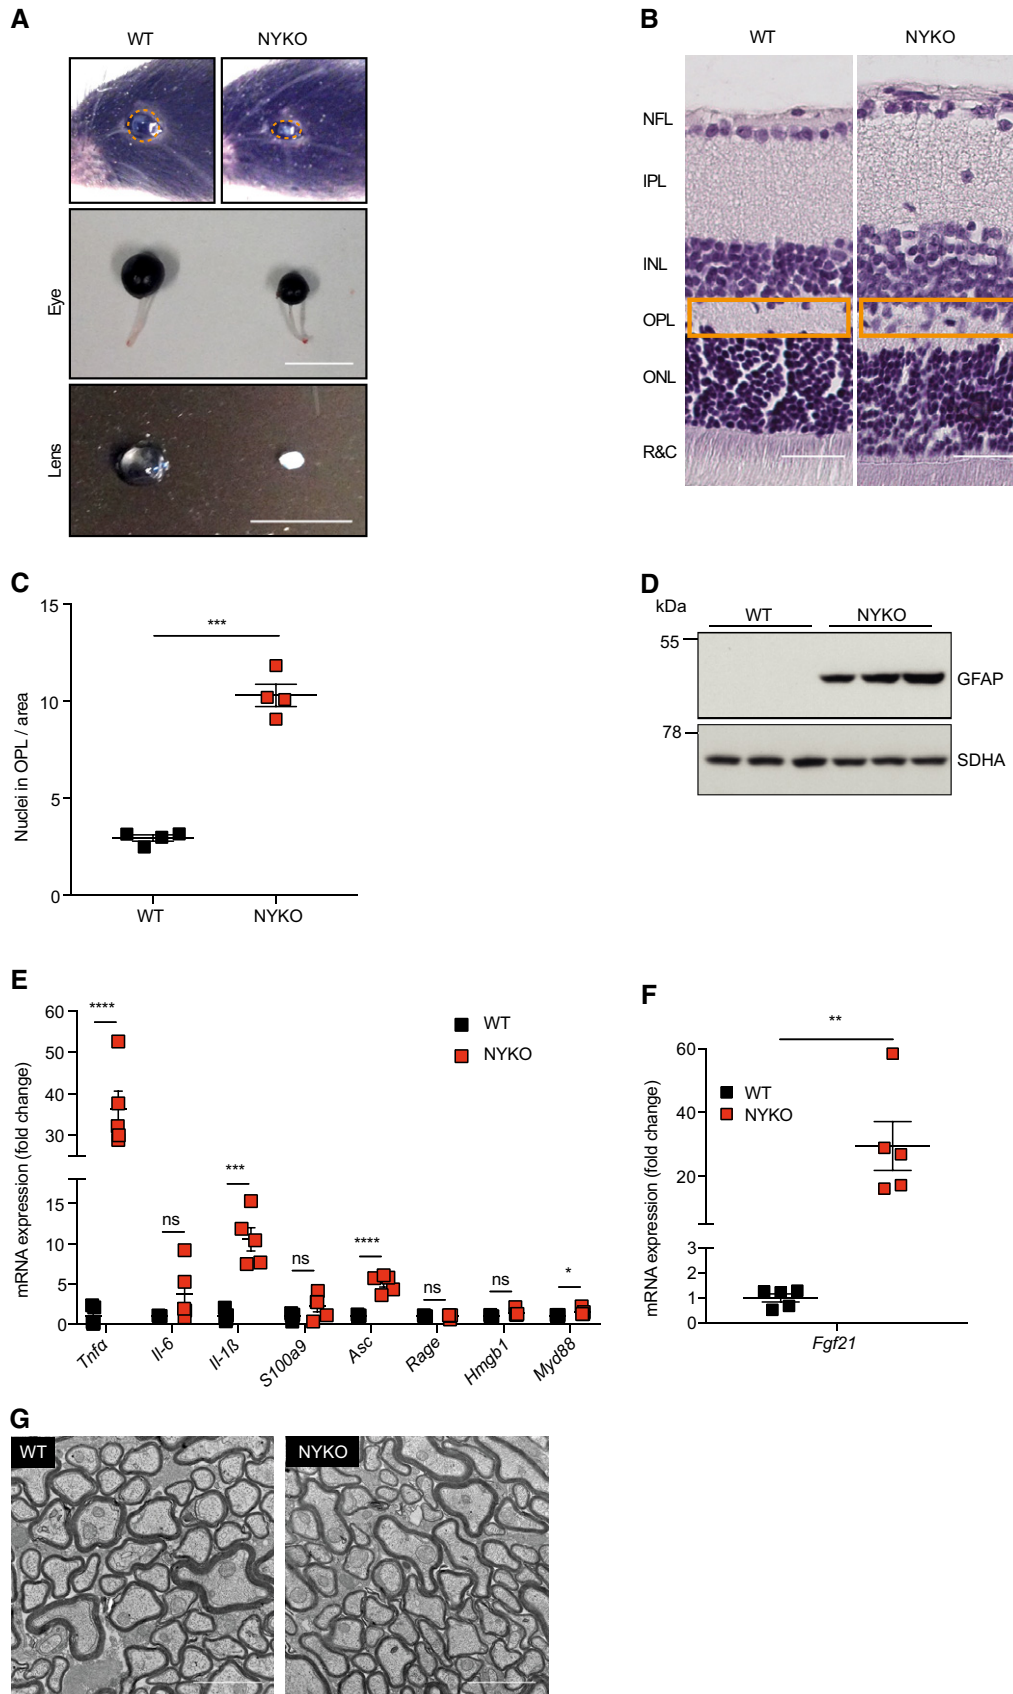 A
WT NYKO
Eye
Lens
B
WT NYKO
NFL
IPL
INL
OPL
ONL
R&C
C
15
10
5
0
Nuclei in OPL / area
***
WT NYKO
D
kDa WT NYKO
55
GFAP
78
SDHA
E
mRNA expression (fold change)
60
50
40
30
15
10
5
0
**** ns *** ns **** ns ns *
WT
NYKO
Tnfα Il-6 Il-1ß S100a9 Asc Rage Hmgb1 Myd88
F
mRNA expression (fold change)
60
40
20
3
2
1
0
**
WT
NYKO
Fgf21
G
WT NYKO